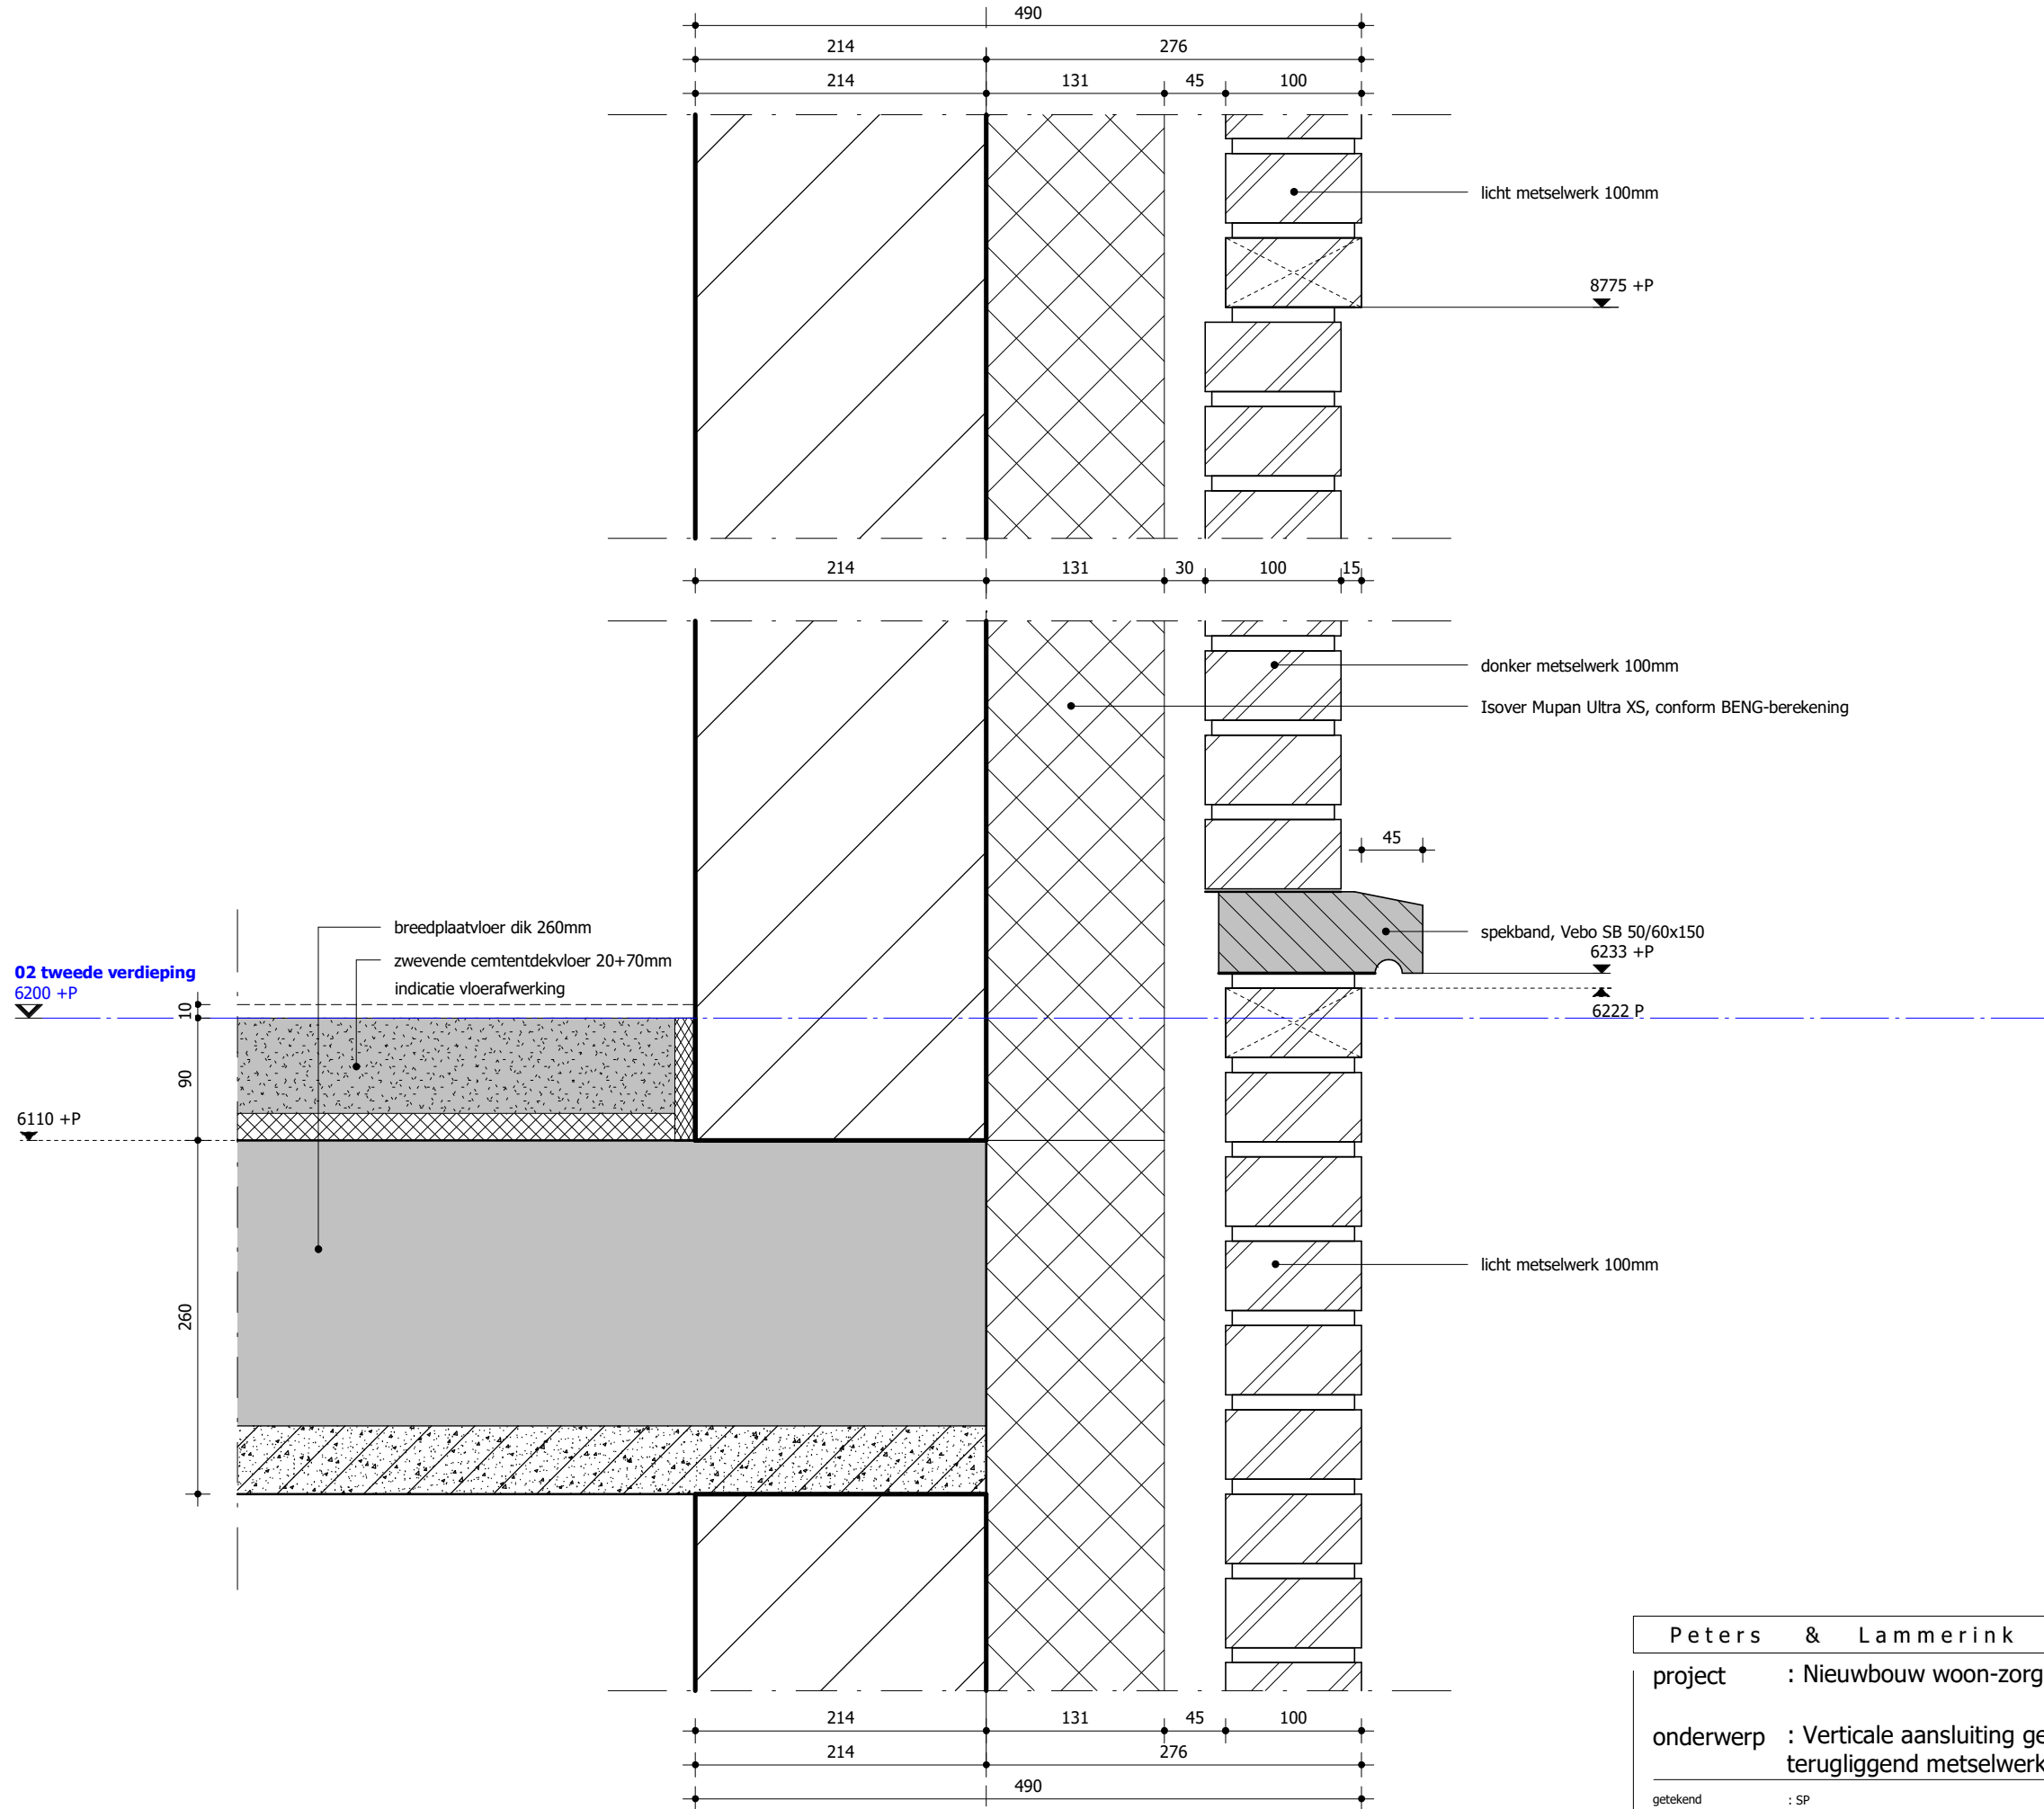 490
214 276
214 131 45 100
licht metselwerk 100mm
8775 +P
214 131 30 100 15
donker metselwerk 100mm
Isover Mupan Ultra XS, conform BENG-berekening
45
breedplaatvloer dik 260mm
spekband, Vebo SB 50/60x150
6233 +P
zwevende cemtentdekvloer 20+70mm
indicatie vloerafwerking
02 tweede verdieping
6200 +P
10
6222 P
90
6110 +P
licht metselwerk 100mm
260
Peters & Lammerink
project : Nieuwbouw woon-zorg
214 131 45 100
onderwerp : Verticale aansluiting ge
terugliggend metselwerk
214 276
490
getekend : SP